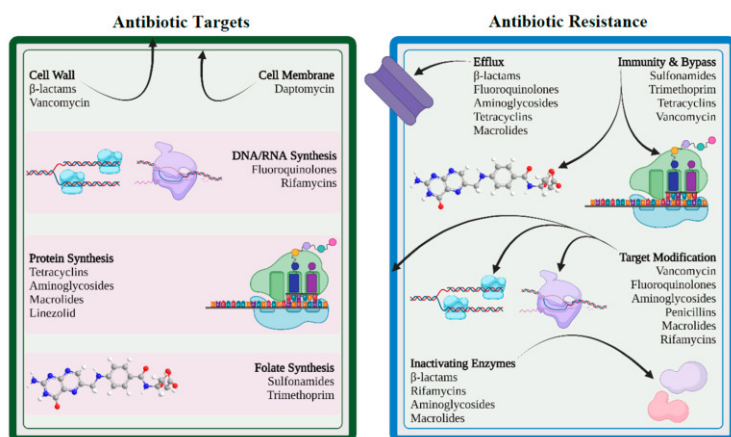 Antibiotic Targets
Cell Wall
β-lactams
Vancomycin
Cell Membrane
Daptomycin
DNA/RNA Synthesis
Fluoroquinolones
Rifamycins
Protein Synthesis
Tetracyclins
Aminoglycosides
Macrolides
Linezolid
Folate Synthesis
Sulfonamides
Trimethoprim
Antibiotic Resistance
Efflux
β-lactams
Fluoroquinolones
Aminoglycosides
Tetracyclins
Macrolides
Immunity & Bypass
Sulfonamides
Trimethoprim
Tetracyclins
Vancomycin
Target Modification
Vancomycin
Fluoroquinolones
Aminoglycosides
Penicillins
Macrolides
Rifamycins
Inactivating Enzymes
β-lactams
Rifamycins
Aminoglycosides
Macrolides